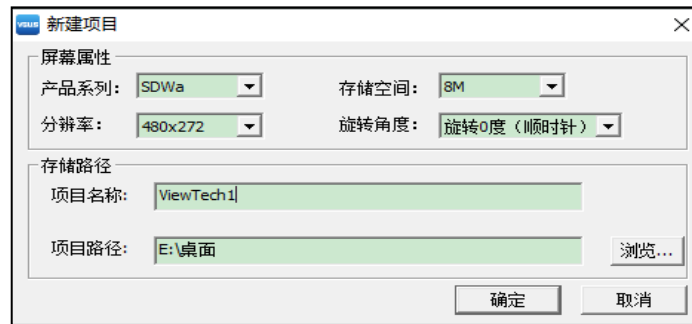 VGUS 新建项目
屏幕属性
产品系列: SDWa 存储空间: 8M
分辨率: 480x272 旋转角度: 旋转0度（顺时针）
存储路径
项目名称: ViewTech1
项目路径: E:\桌面 浏览...
确定 取消